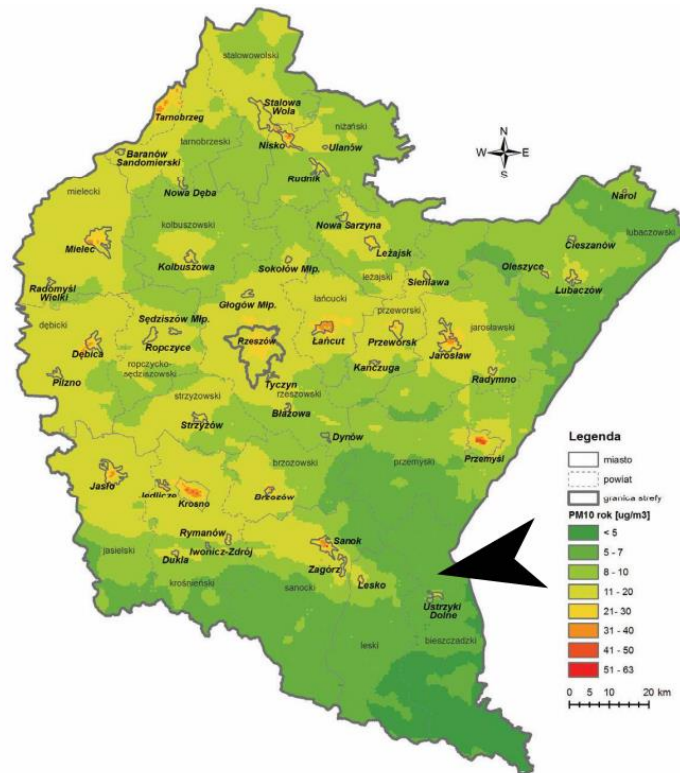 stalowowolski
Stalowa
Wola
Tarnobrzeg
niżański
tarnobrzeski
Nisko
Ulanów
N
W E
S
Baranów
Sandomierski
Rudnik
mielecki
Nowa Dęba
Narol
kolbuszowski
Nowa Sarzyna
lubaczowski
Mielec
Cieszanów
Leżajsk
Kolbuszowa
Sokołów Młp.
Oleszyce
leżajski
Sieniawa
Lubaczów
Radomyśl
Wielki
Głogów Młp.
łańcucki
przeworski
dębicki
Sędziszów Młp.
jarosławski
Rzeszów
Łańcut
Przeworsk
Dębica
Ropczyce
Jarosław
ropczycko-
sędziszowski
Kańczuga
Pilzno
Tyczyn
Radymno
strzyżowski
rzeszowski
Błażowa
Strzyżów
Dynów
Przemyśl
brzozowski
przemyski
Jasło
Jedlicze
Krosno
Brzozów
Rymanów
Sanok
jasielski
Iwonicz-Zdrój
Dukla
Zagórz
krośnieński
sanocki
Lesko
Ustrzyki
Dolne
leski
bieszczadzki
Legenda
miasto
powiat
granica strefy
PM10 rok [ug/m3]
< 5
5 - 7
8 - 10
11 - 20
21 - 30
31 - 40
41 - 50
51 - 63
0 5 10 20 km